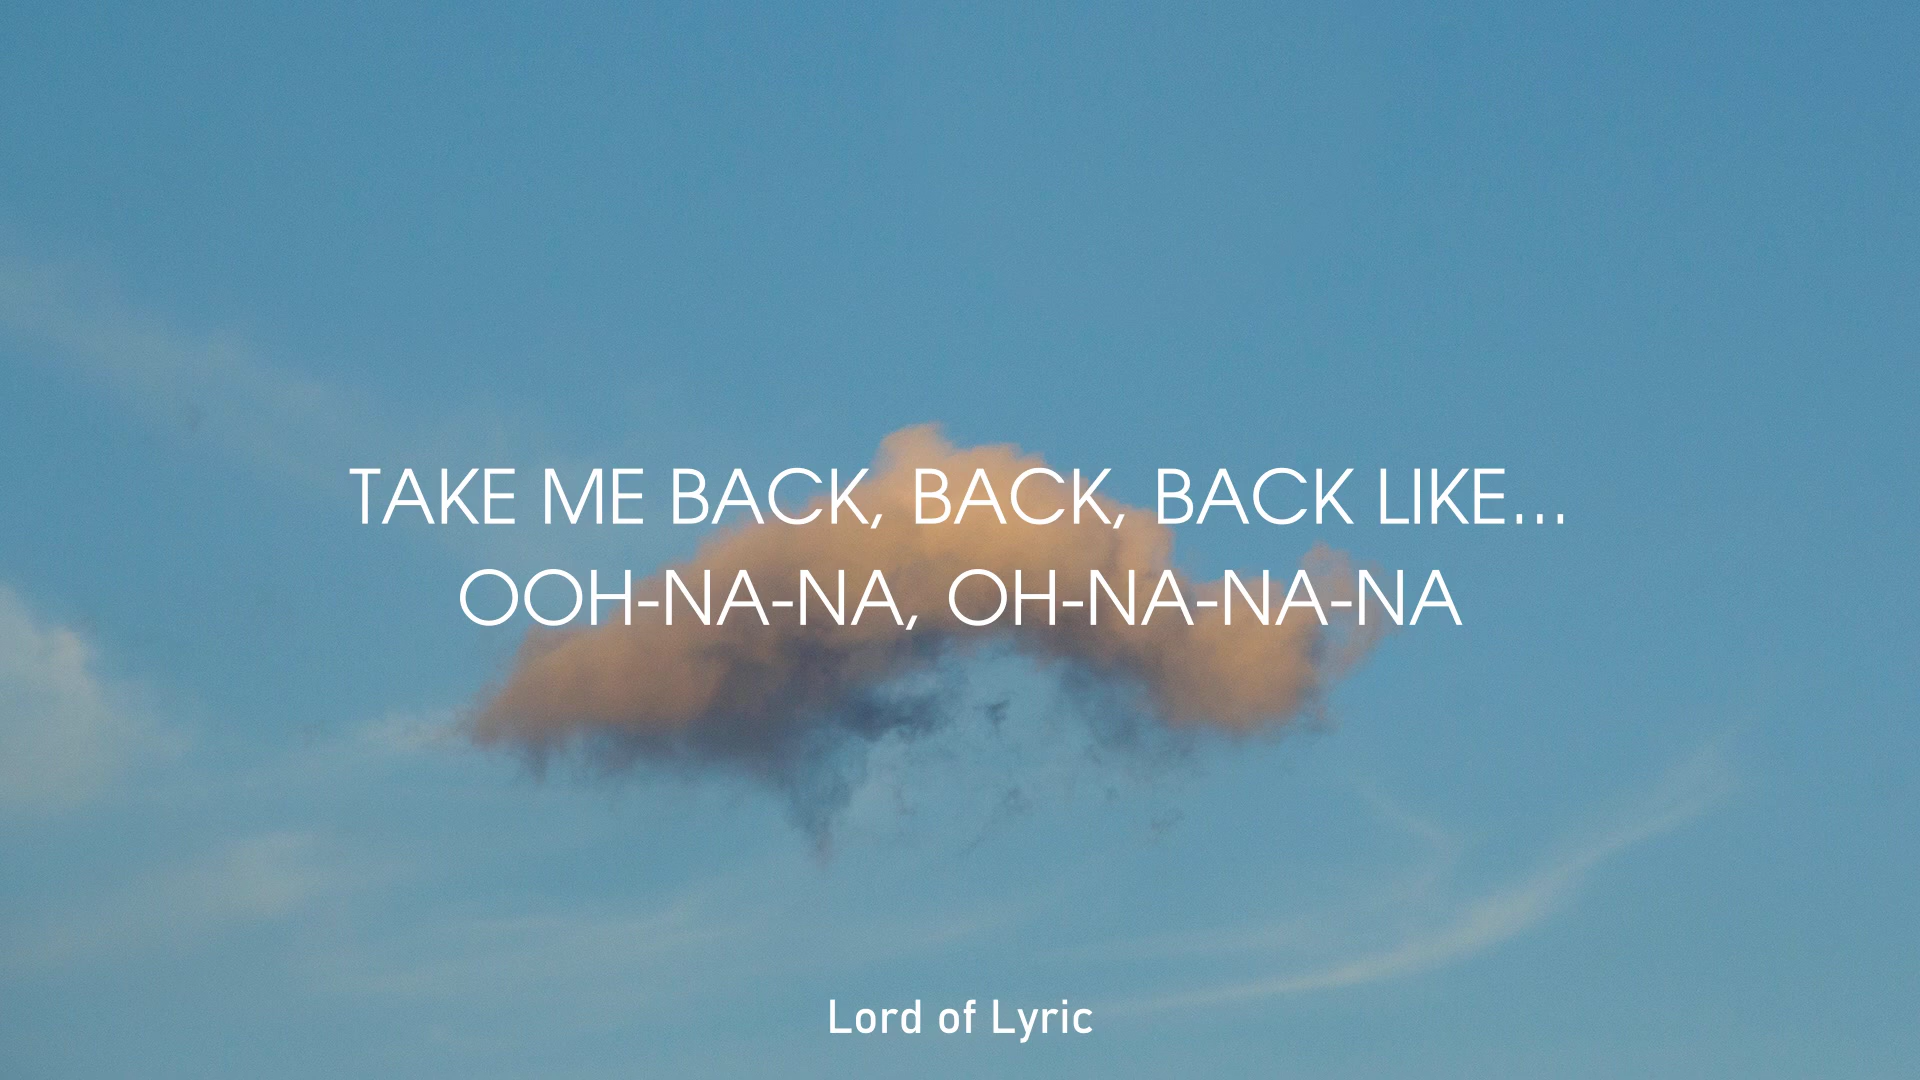 TAKE ME BACK, BACK, BACK LIKE...
OOH-NA-NA, OH-NA-NA-NA
Lord of Lyric